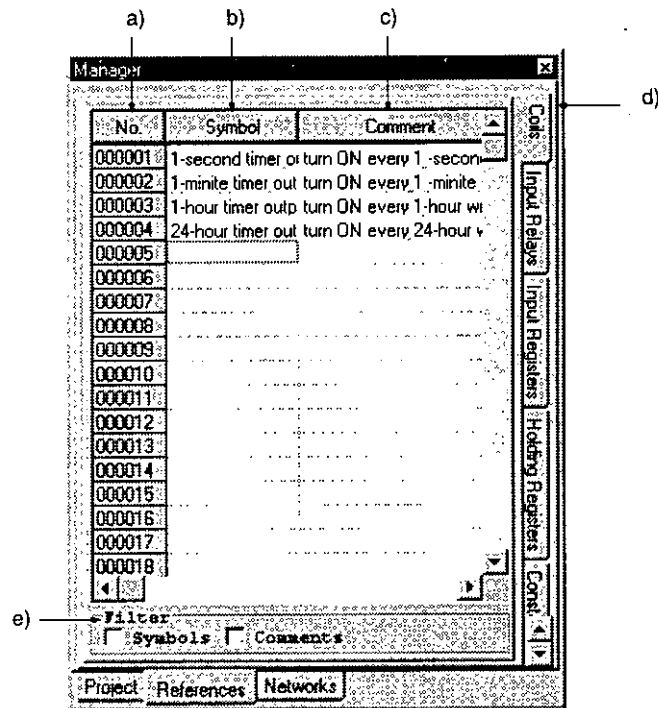 a) b) c)
Manager
d)
No. Symbol Comment
000001 1-second timer or turn ON every 1 -secon
000002 1-minite timer out turn ON every 1 -minite
000003 1-hour timer outp turn ON every 1-hour wi
000004 24-hour timer out turn ON every 24-hour v
000005
000006
000007
000008
000009
000010
000011
000012
000013
000014
000015
000016
000017
000018
Coils
Input Relays
Input Registers
Holding Registers
Const.
e)
Filter
Symbols Comments
Project References Networks